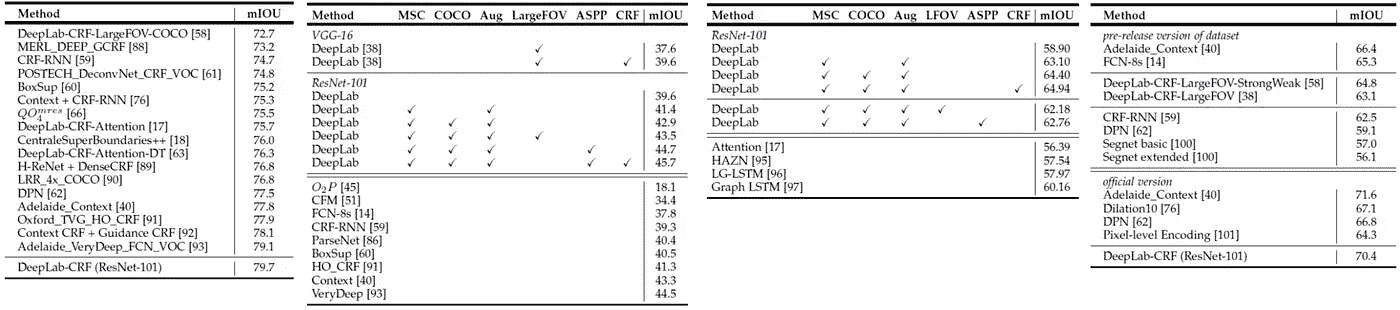 Method mIOU
DeepLab-CRF-LargeFOV-COCO [58] 72.7
MERL_DEEP_GCRF [88] 73.2
CRF-RNN [59] 74.7
POSTECH_DeconvNet_CRF_VOC [61] 74.8
BoxSup [60] 75.2
Context + CRF-RNN [76] 75.3
QO₄ᵐʳᵉˢ [66] 75.5
DeepLab-CRF-Attention [17] 75.7
CentraleSuperBoundaries++ [18] 76.0
DeepLab-CRF-Attention-DT [63] 76.3
H-ReNet + DenseCRF [89] 76.8
LRR_4x_COCO [90] 76.8
DPN [62] 77.5
Adelaide_Context [40] 77.8
Oxford_TVG_HO_CRF [91] 77.9
Context CRF + Guidance CRF [92] 78.1
Adelaide_VeryDeep_FCN_VOC [93] 79.1
DeepLab-CRF (ResNet-101) 79.7
Method MSC COCO Aug LargeFOV ASPP CRF mIOU
VGG-16
DeepLab [38] ✓ 37.6
DeepLab [38] ✓ ✓ 39.6
ResNet-101
DeepLab 39.6
DeepLab ✓ ✓ 41.4
DeepLab ✓ ✓ ✓ 42.9
DeepLab ✓ ✓ ✓ ✓ 43.5
DeepLab ✓ ✓ ✓ ✓ 44.7
DeepLab ✓ ✓ ✓ ✓ ✓ 45.7
O₂P [45] 18.1
CFM [51] 34.4
FCN-8s [14] 37.8
CRF-RNN [59] 39.3
ParseNet [86] 40.4
BoxSup [60] 40.5
HO_CRF [91] 41.3
Context [40] 43.3
VeryDeep [93] 44.5
Method MSC COCO Aug LFOV ASPP CRF mIOU
ResNet-101
DeepLab 58.90
DeepLab ✓ ✓ 63.10
DeepLab ✓ ✓ ✓ 64.40
DeepLab ✓ ✓ ✓ ✓ 64.94
DeepLab ✓ ✓ ✓ ✓ 62.18
DeepLab ✓ ✓ ✓ ✓ 62.76
Attention [17] 56.39
HAZN [95] 57.54
LG-LSTM [96] 57.97
Graph LSTM [97] 60.16
Method mIOU
pre-release version of dataset
Adelaide_Context [40] 66.4
FCN-8s [14] 65.3
DeepLab-CRF-LargeFOV-StrongWeak [58] 64.8
DeepLab-CRF-LargeFOV [38] 63.1
CRF-RNN [59] 62.5
DPN [62] 59.1
Segnet basic [100] 57.0
Segnet extended [100] 56.1
official version
Adelaide_Context [40] 71.6
Dilation10 [76] 67.1
DPN [62] 66.8
Pixel-level Encoding [101] 64.3
DeepLab-CRF (ResNet-101) 70.4